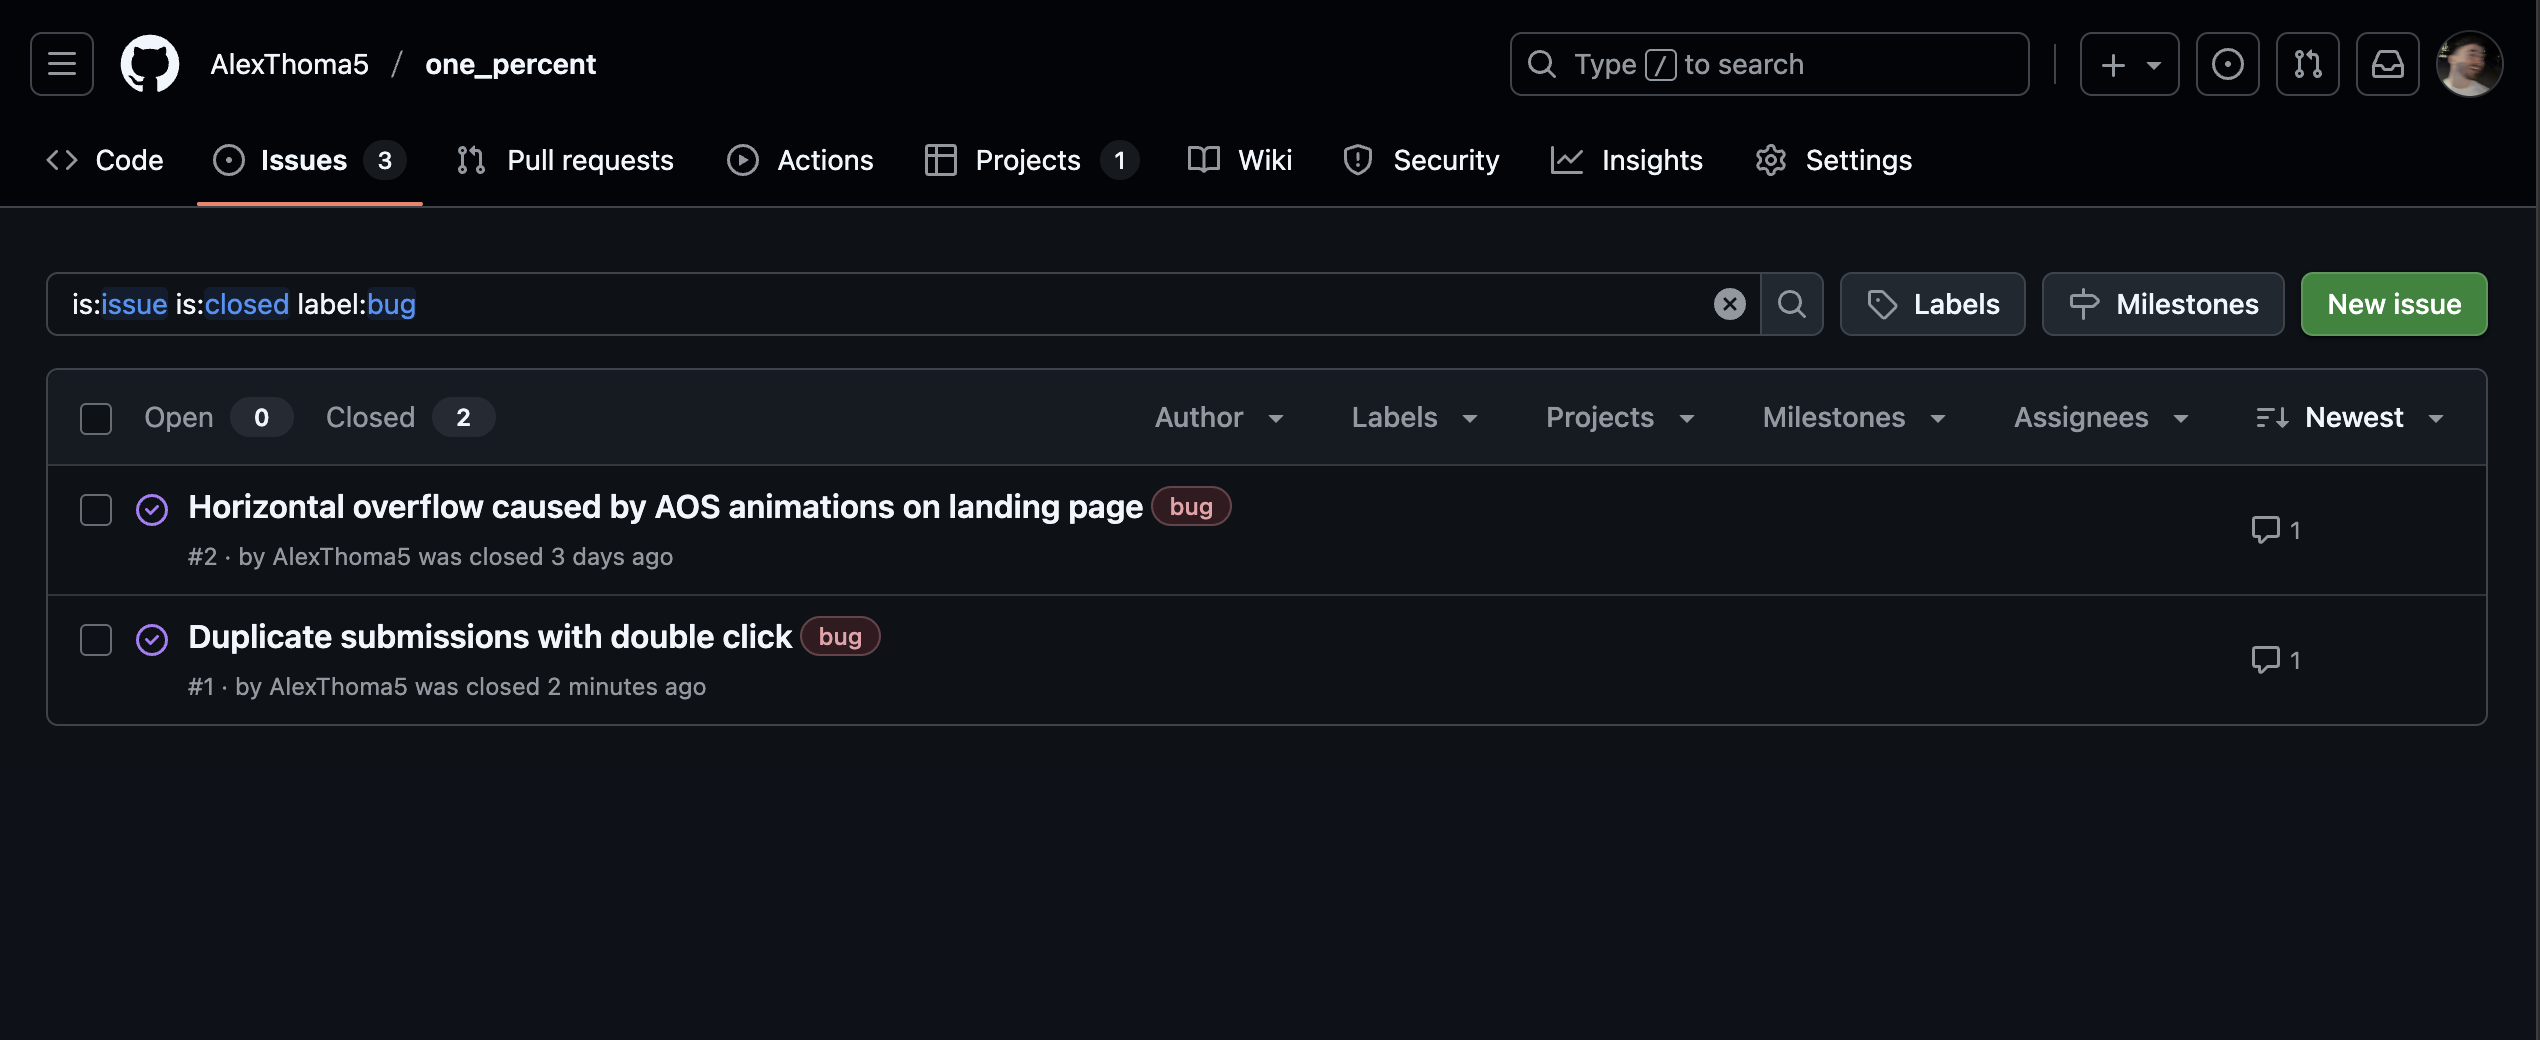 AlexThoma5 / one_percent
Type / to search
Code Issues 3 Pull requests Actions Projects 1 Wiki Security Insights Settings
is:issue is:closed label:bug
Labels Milestones New issue
Open 0 Closed 2 Author Labels Projects Milestones Assignees Newest
Horizontal overflow caused by AOS animations on landing page bug
#2 · by AlexThoma5 was closed 3 days ago
1
Duplicate submissions with double click bug
#1 · by AlexThoma5 was closed 2 minutes ago
1